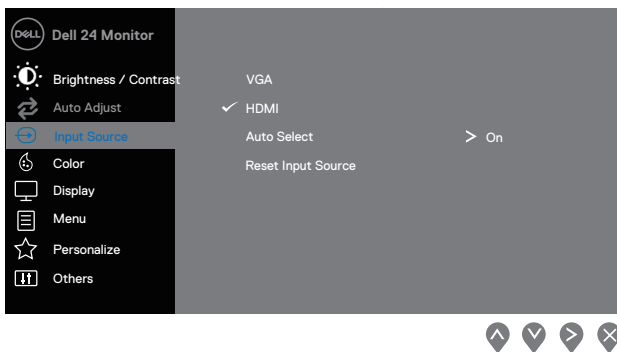 DELL Dell 24 Monitor
Brightness / Contrast
VGA
Auto Adjust
HDMI
Input Source
Auto Select
On
Color
Reset Input Source
Display
Menu
Personalize
Others